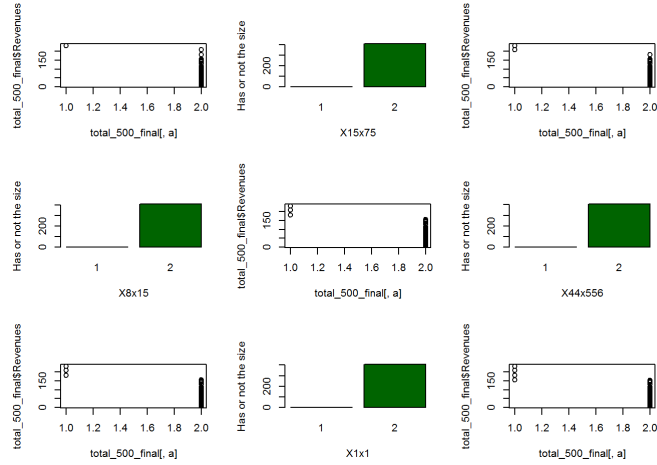 total_500_final$Revenues
150
0
1.0 1.2 1.4 1.6 1.8 2.0
total_500_final[, a]
Has or not the size
200
0
1 2
X15x75
total_500_final$Revenues
150
0
1.0 1.2 1.4 1.6 1.8 2.0
total_500_final[, a]
Has or not the size
200
0
1 2
X8x15
total_500_final$Revenues
150
0
1.0 1.2 1.4 1.6 1.8 2.0
total_500_final[, a]
Has or not the size
200
0
1 2
X44x556
total_500_final$Revenues
150
0
1.0 1.2 1.4 1.6 1.8 2.0
total_500_final[, a]
Has or not the size
200
0
1 2
X1x1
total_500_final$Revenues
150
0
1.0 1.2 1.4 1.6 1.8 2.0
total_500_final[, a]